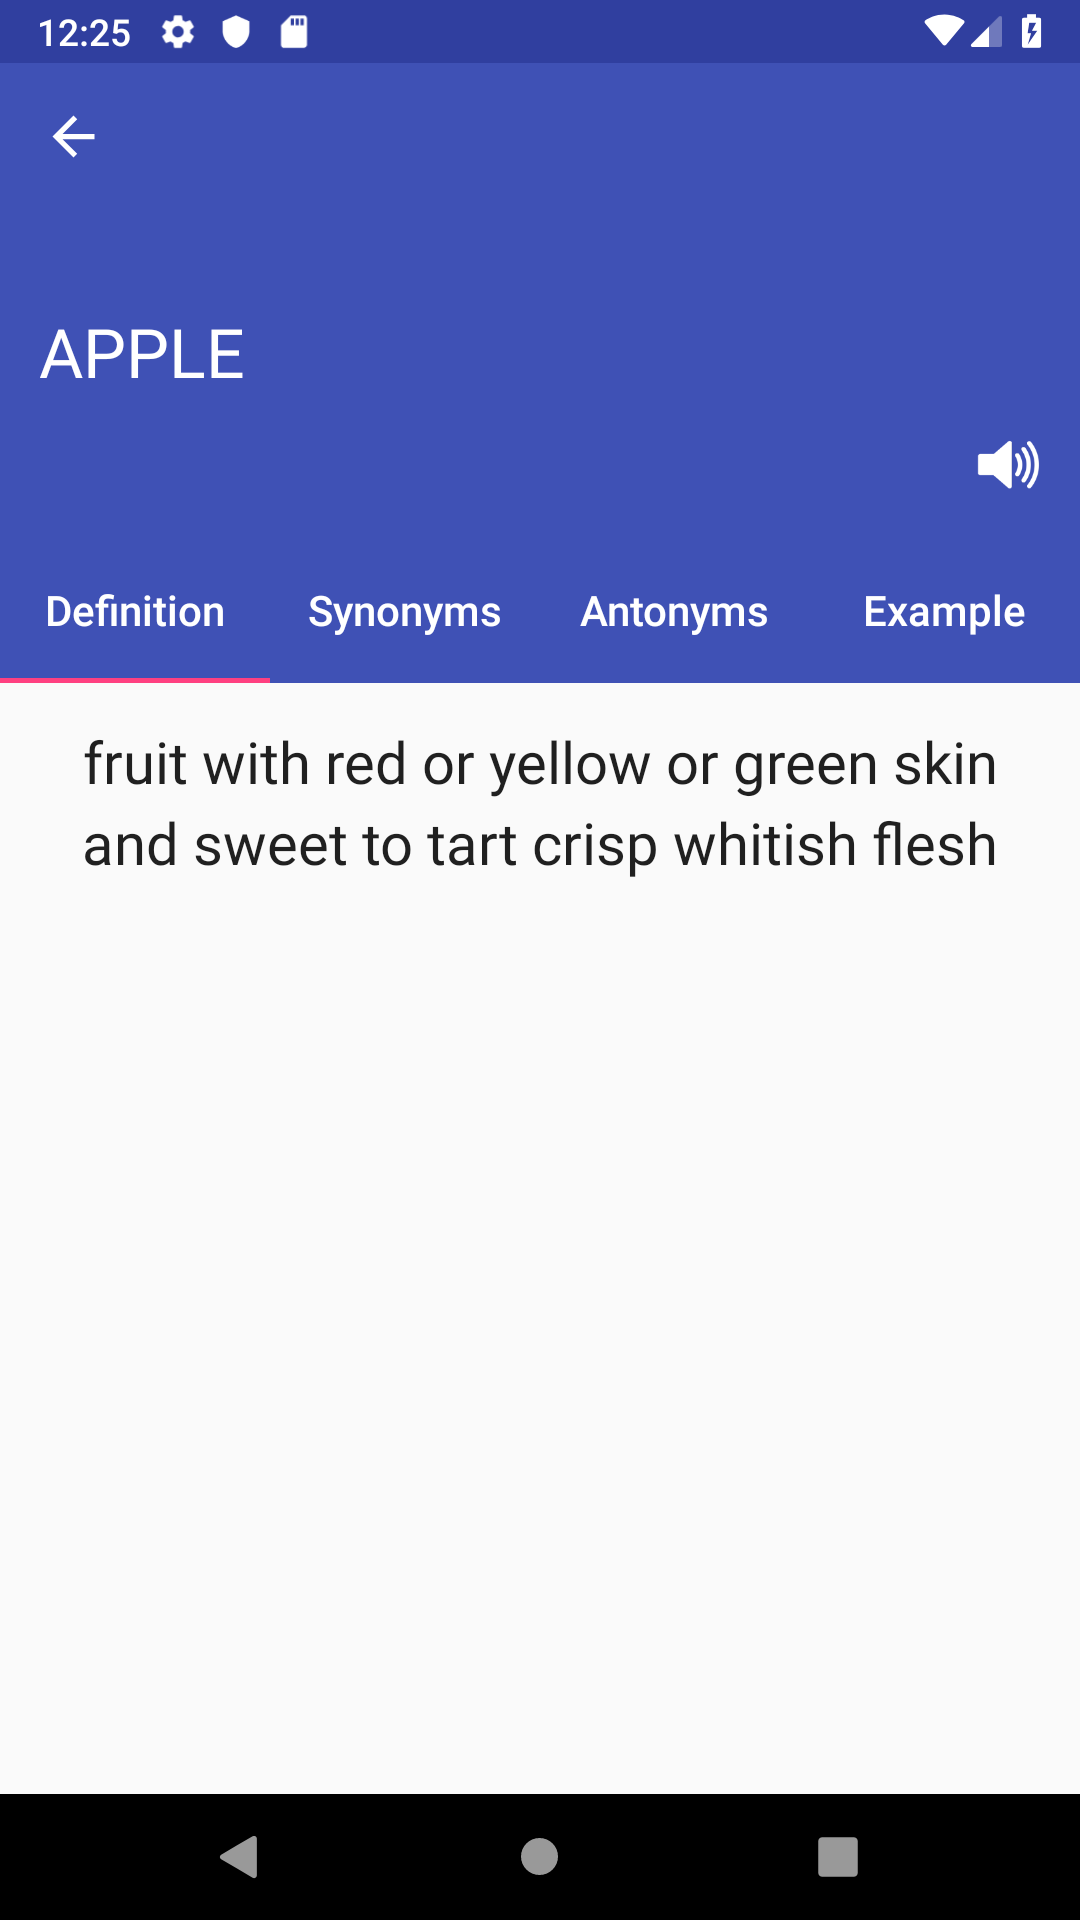 12:25
APPLE
Definition Synonyms Antonyms Example
fruit with red or yellow or green skin
and sweet to tart crisp whitish flesh